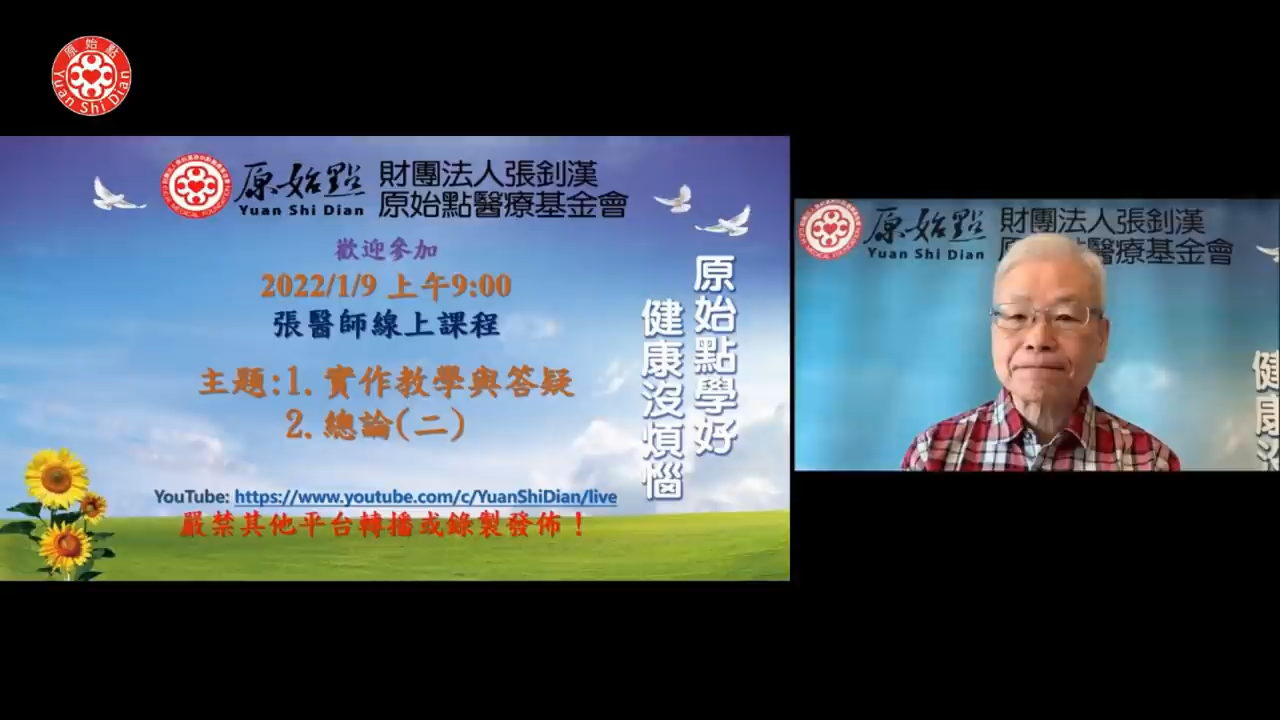 原始點
Yuan Shi Dian
原始點
Yuan Shi Dian
財團法人張釗漢
原始點醫療基金會
歡迎參加
2022/1/9 上午9:00
張醫師線上課程
主題:1. 實作教學與答疑
2. 總論(二)
原始點學好
健康沒煩惱
YouTube: https://www.youtube.com/c/YuanShiDian/live
嚴禁其他平台轉播或錄製發佈！
原始點
Yuan Shi Dian
財團法人張釗漢
醫療基金會
健康